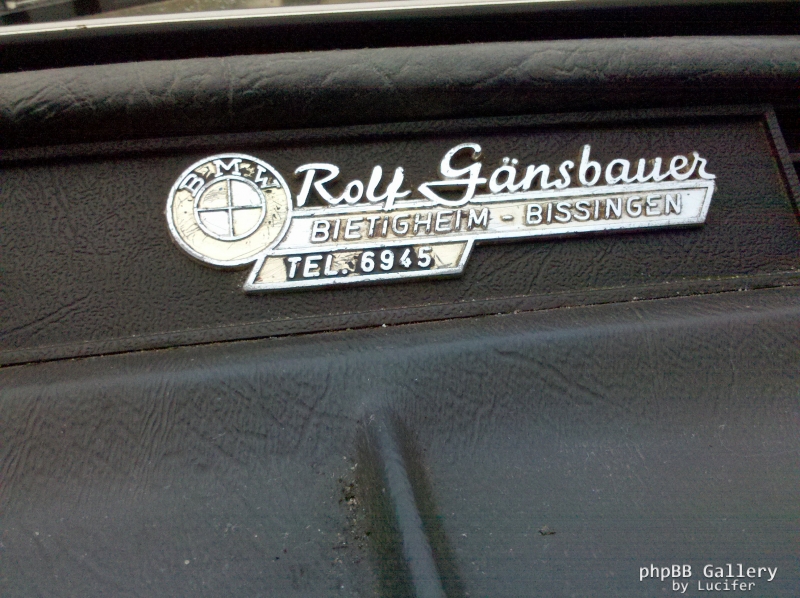 BMW
Rolf Gänsbauer
BIETIGHEIM - BISSINGEN
TEL. 6945
phpBB Gallery
by Lucifer